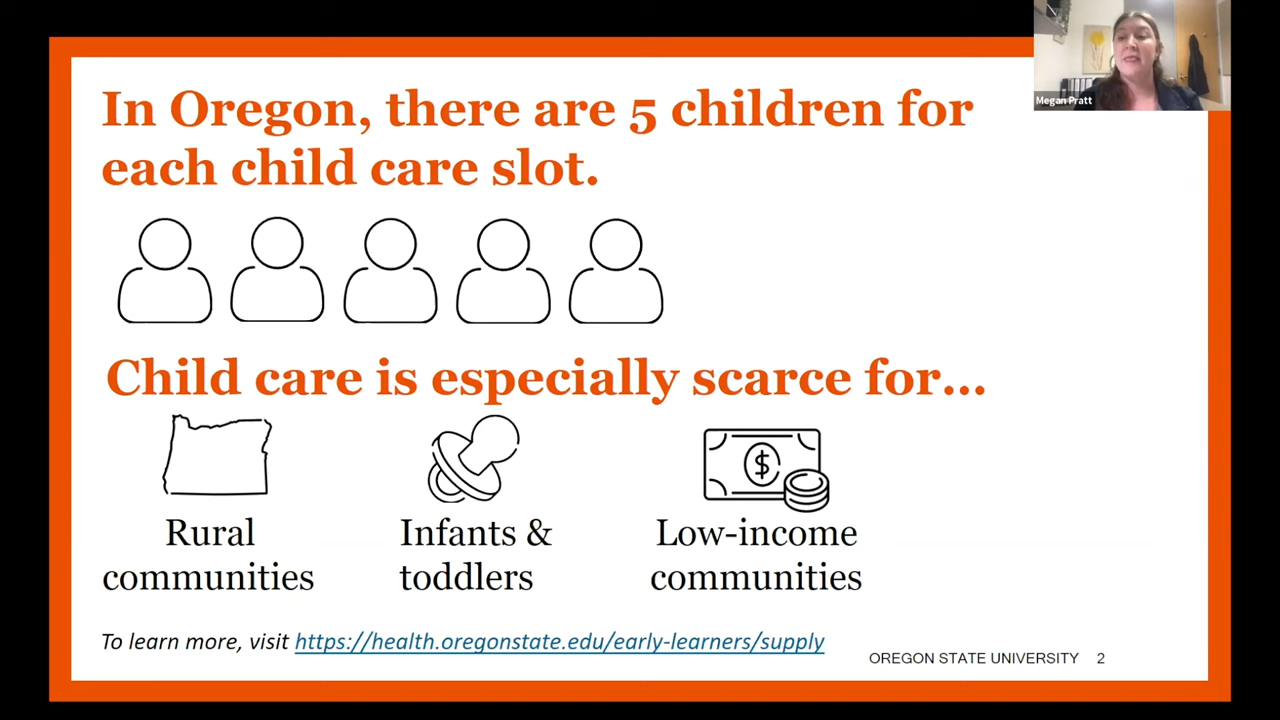 In Oregon, there are 5 children for
each child care slot.
Megan Pratt
Child care is especially scarce for...
$
Rural
communities
Infants &
toddlers
Low-income
communities
To learn more, visit https://health.oregonstate.edu/early-learners/supply
OREGON STATE UNIVERSITY 2